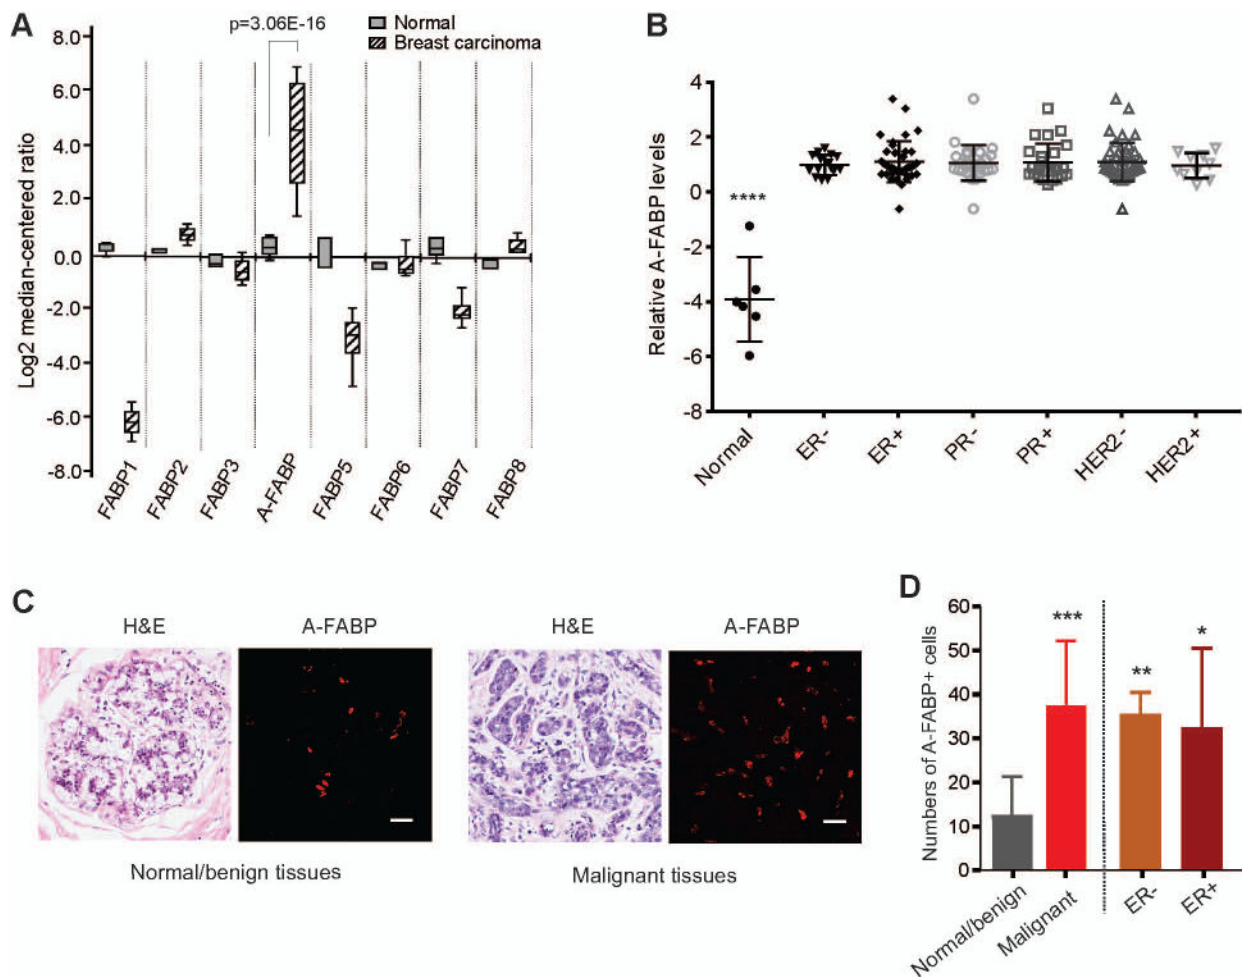 A
p=3.06E-16
Normal
Breast carcinoma
Log2 median-centered ratio
8.0
6.0
4.0
2.0
0.0
-2.0
-4.0
-6.0
-8.0
FABP1
FABP2
FABP3
A-FABP
FABP5
FABP6
FABP7
FABP8
B
Relative A-FABP levels
4
2
0
-2
-4
-6
-8
****
Normal
ER-
ER+
PR-
PR+
HER2-
HER2+
C
H&E
A-FABP
H&E
A-FABP
Normal/benign tissues
Malignant tissues
D
Numbers of A-FABP+ cells
60
50
40
30
20
10
0
***
**
*
Normal/benign
Malignant
ER-
ER+